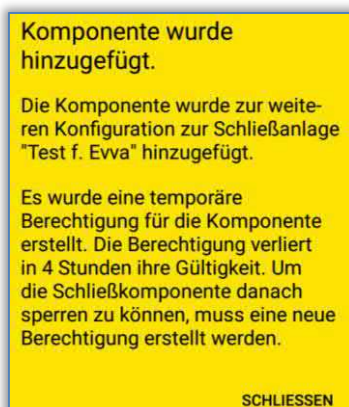 Komponente wurde
hinzugefügt.
Die Komponente wurde zur weite-
ren Konfiguration zur Schließanlage
"Test f. Evva" hinzugefügt.
Es wurde eine temporäre
Berechtigung für die Komponente
erstellt. Die Berechtigung verliert
in 4 Stunden ihre Gültigkeit. Um
die Schließkomponente danach
sperren zu können, muss eine neue
Berechtigung erstellt werden.
SCHLIESSEN